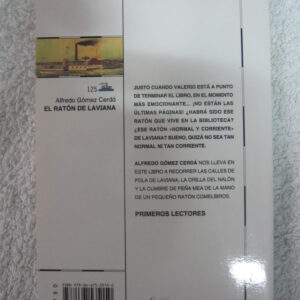 125
Alfredo Gómez Cerdá
EL RATÓN DE LAVIANA
JUSTO CUANDO VALERIO ESTÁ A PUNTO
DE TERMINAR EL LIBRO, EN EL MOMENTO
MÁS EMOCIONANTE... ¡NO ESTÁN LAS
ÚLTIMAS PÁGINAS! ¿HABRÁ SIDO ESE
RATÓN QUE VIVE EN LA BIBLIOTECA?
¿ESE RATÓN «NORMAL Y CORRIENTE»
DE LAVIANA? BUENO, QUIZÁ NO SEA TAN
NORMAL NI TAN CORRIENTE.
ALFREDO GÓMEZ CERDÁ NOS LLEVA EN
ESTE LIBRO A RECORRER LAS CALLES DE
POLA DE LAVIANA, LA ORILLA DEL NALÓN
Y LA CUMBRE DE PEÑA MEA DE LA MANO
DE UN PEQUEÑO RATÓN COMELIBROS.
PRIMEROS LECTORES